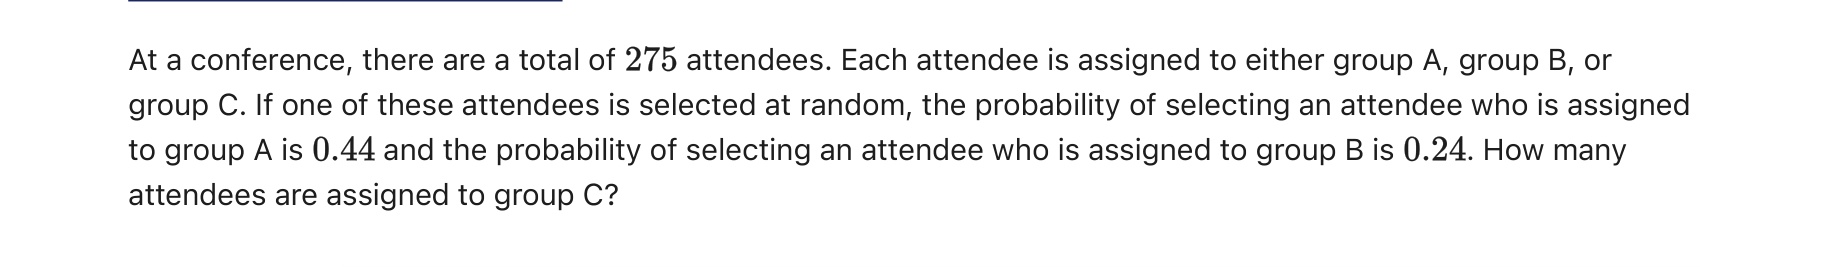 At a conference, there are a total of 275 attendees. Each attendee is assigned to either group A, group B, or
group C. If one of these attendees is selected at random, the probability of selecting an attendee who is assigned
to group A is 0.44 and the probability of selecting an attendee who is assigned to group B is 0.24. How many
attendees are assigned to group C?